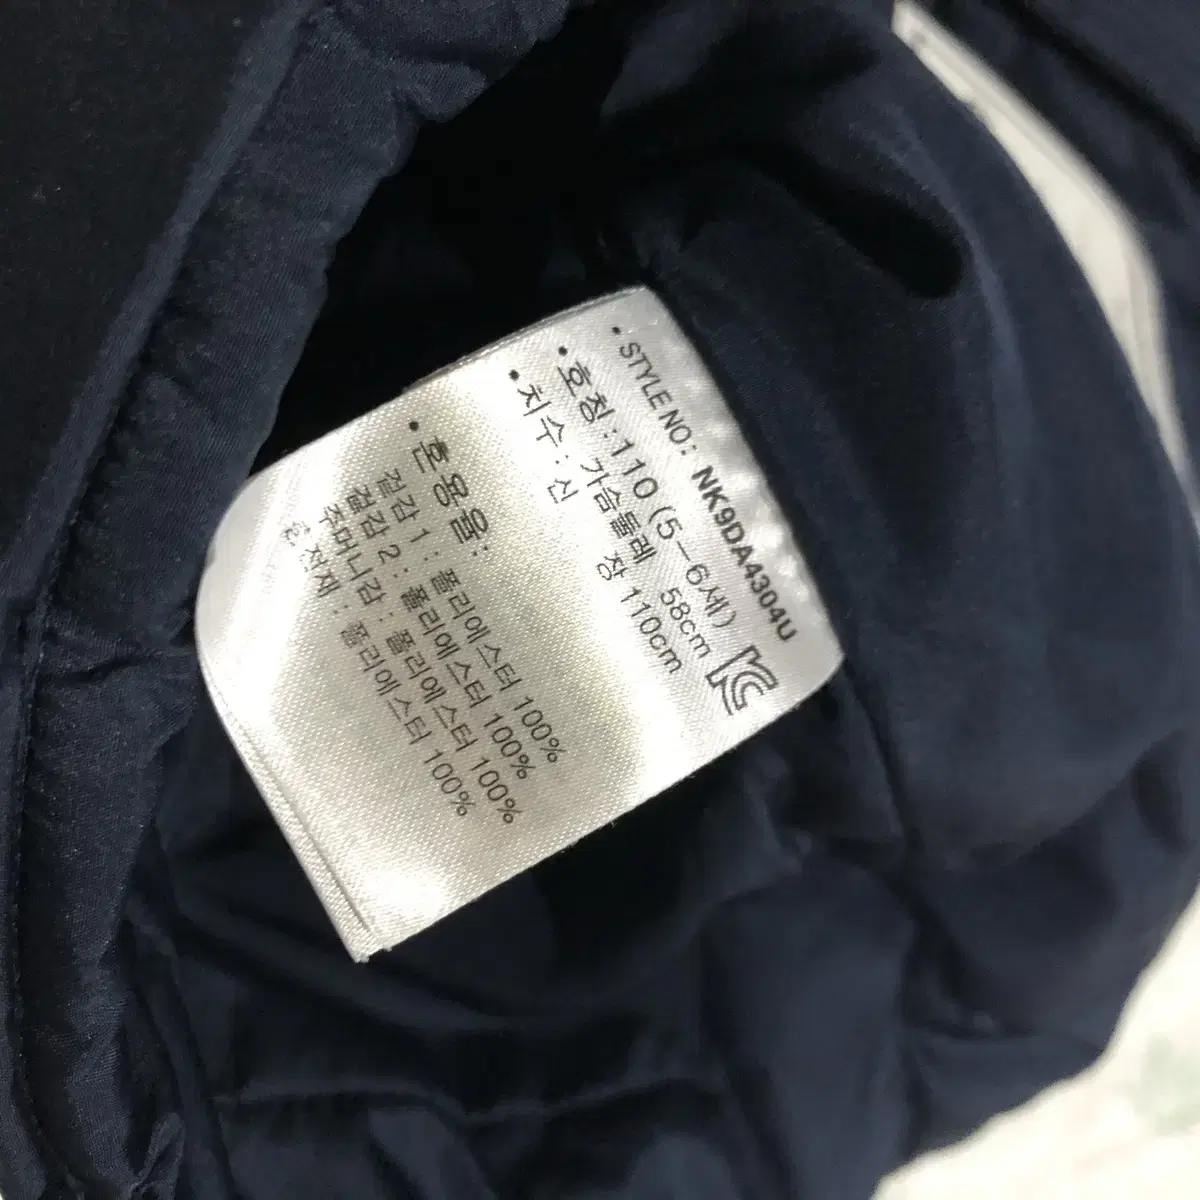 • STYLE NO: NK9DA4304U
• 호칭 : 110 (5-6세)
• 치수 : 가슴둘레 58cm
신 장 110cm
• 혼용율:
겉감 1 : 폴리에스터 100%
겉감 2 : 폴리에스터 100%
주머니감 : 폴리에스터 100%
충전재 : 폴리에스터 100%